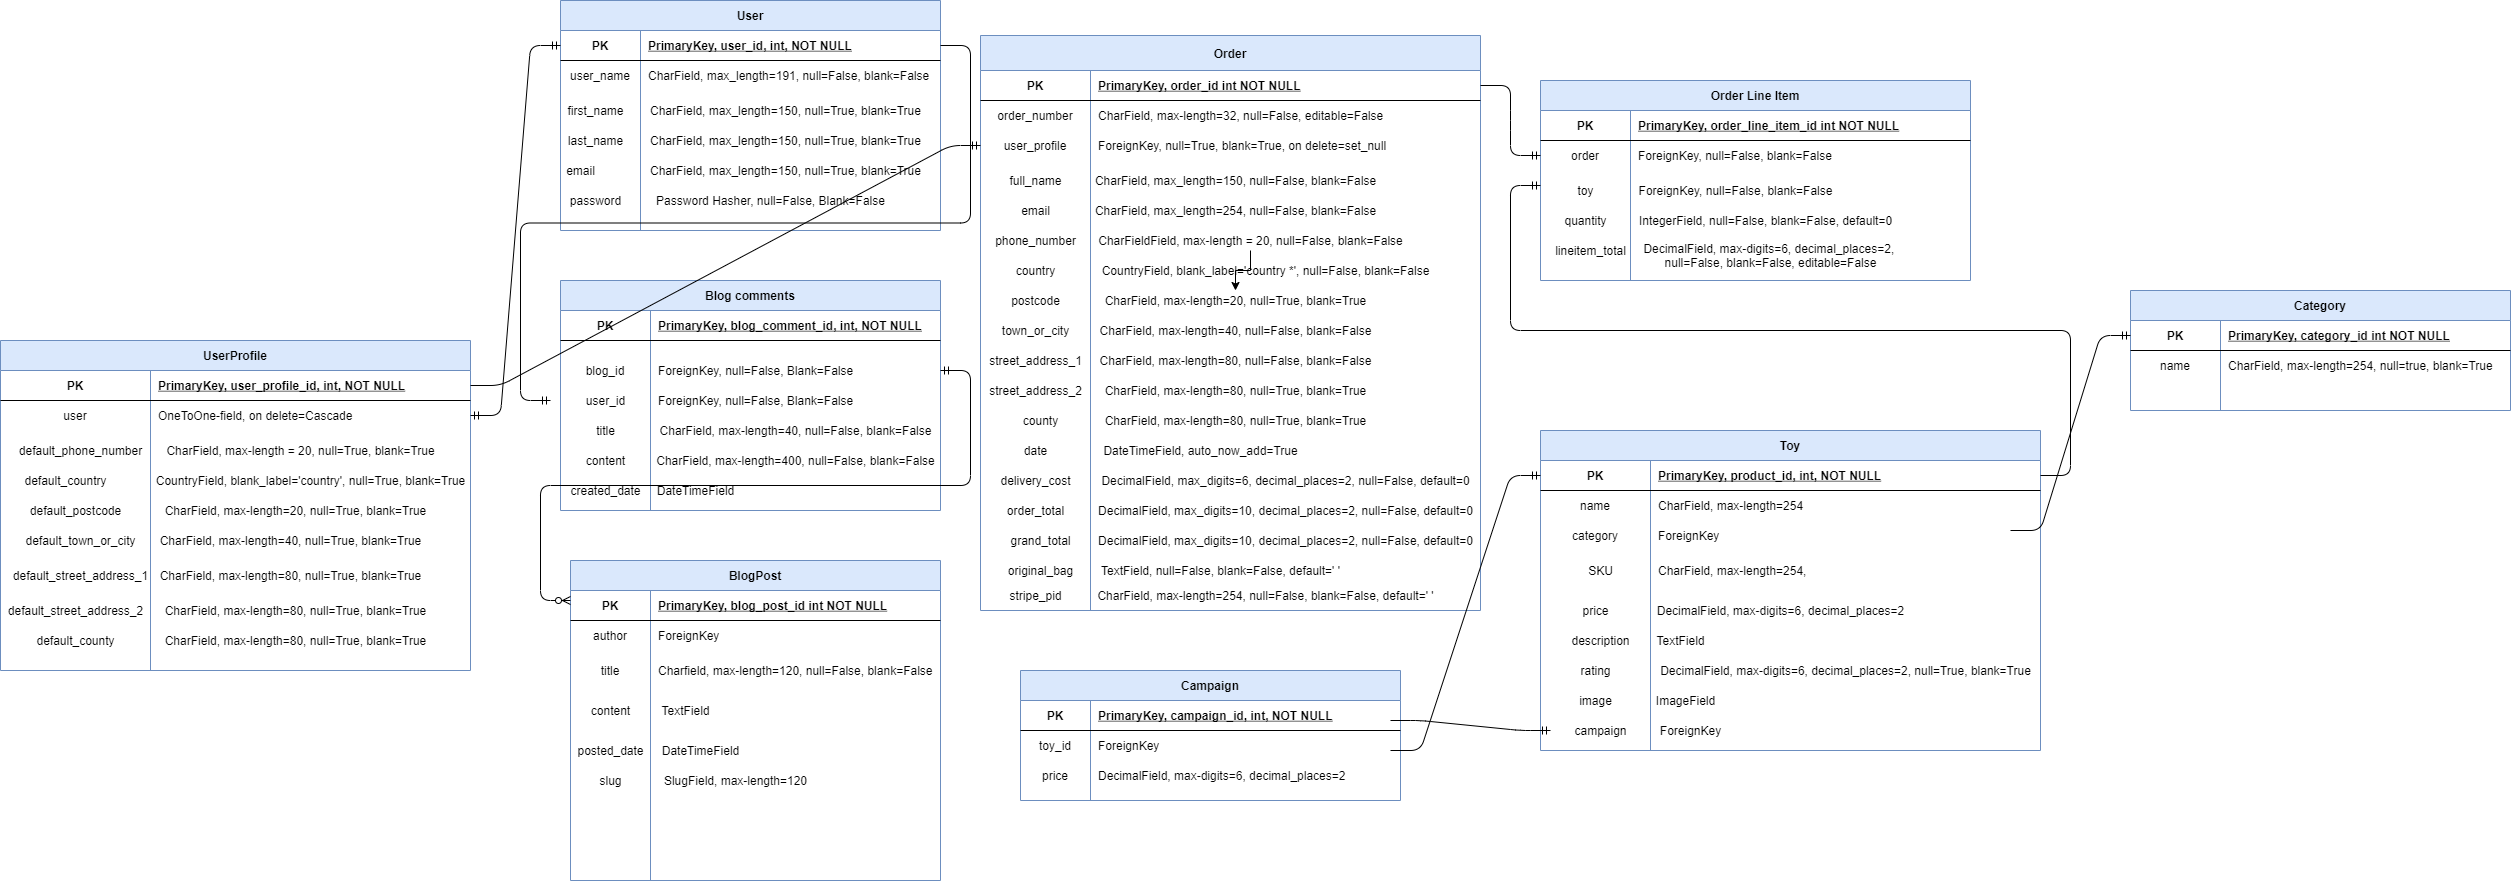 User
PK PrimaryKey, user_id, int, NOT NULL
user_name CharField, max_length=191, null=False, blank=False
first_name CharField, max_length=150, null=True, blank=True
last_name CharField, max_length=150, null=True, blank=True
email CharField, max_length=150, null=True, blank=True
password Password Hasher, null=False, Blank=False
Blog comments
PK PrimaryKey, blog_comment_id, int, NOT NULL
blog_id ForeignKey, null=False, Blank=False
user_id ForeignKey, null=False, Blank=False
title CharField, max-length=40, null=False, blank=False
content CharField, max-length=400, null=False, blank=False
created_date DateTimeField
UserProfile
PK PrimaryKey, user_profile_id, int, NOT NULL
user OneToOne-field, on delete=Cascade
default_phone_number CharField, max-length = 20, null=True, blank=True
default_country CountryField, blank_label='country', null=True, blank=True
default_postcode CharField, max-length=20, null=True, blank=True
default_town_or_city CharField, max-length=40, null=True, blank=True
default_street_address_1 CharField, max-length=80, null=True, blank=True
default_street_address_2 CharField, max-length=80, null=True, blank=True
default_county CharField, max-length=80, null=True, blank=True
BlogPost
PK PrimaryKey, blog_post_id int NOT NULL
author ForeignKey
title Charfield, max-length=120, null=False, blank=False
content TextField
posted_date DateTimeField
slug SlugField, max-length=120
Order
PK PrimaryKey, order_id int NOT NULL
order_number CharField, max-length=32, null=False, editable=False
user_profile ForeignKey, null=True, blank=True, on delete=set_null
full_name CharField, max_length=150, null=False, blank=False
email CharField, max_length=254, null=False, blank=False
phone_number CharFieldField, max-length = 20, null=False, blank=False
country CountryField, blank_label='country *', null=False, blank=False
postcode CharField, max-length=20, null=True, blank=True
town_or_city CharField, max-length=40, null=False, blank=False
street_address_1 CharField, max-length=80, null=False, blank=False
street_address_2 CharField, max-length=80, null=True, blank=True
county CharField, max-length=80, null=True, blank=True
date DateTimeField, auto_now_add=True
delivery_cost DecimalField, max_digits=6, decimal_places=2, null=False, default=0
order_total DecimalField, max_digits=10, decimal_places=2, null=False, default=0
grand_total DecimalField, max_digits=10, decimal_places=2, null=False, default=0
original_bag TextField, null=False, blank=False, default=' '
stripe_pid CharField, max-length=254, null=False, blank=False, default=' '
Campaign
PK PrimaryKey, campaign_id, int, NOT NULL
toy_id ForeignKey
price DecimalField, max-digits=6, decimal_places=2
Order Line Item
PK PrimaryKey, order_line_item_id int NOT NULL
order ForeignKey, null=False, blank=False
toy ForeignKey, null=False, blank=False
quantity IntegerField, null=False, blank=False, default=0
lineitem_total DecimalField, max-digits=6, decimal_places=2,
null=False, blank=False, editable=False
Toy
PK PrimaryKey, product_id, int, NOT NULL
name CharField, max-length=254
category ForeignKey
SKU CharField, max-length=254,
price DecimalField, max-digits=6, decimal_places=2
description TextField
rating DecimalField, max-digits=6, decimal_places=2, null=True, blank=True
image ImageField
campaign ForeignKey
Category
PK PrimaryKey, category_id int NOT NULL
name CharField, max-length=254, null=true, blank=True